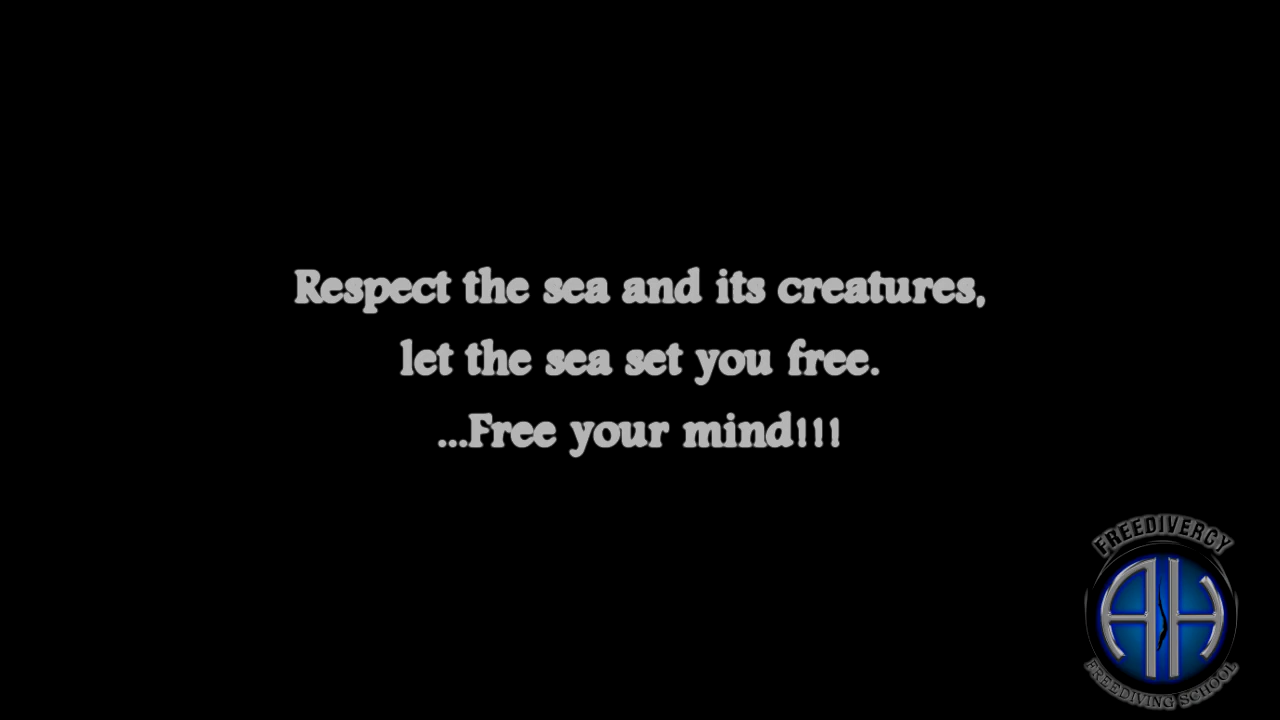 Respect the sea and its creatures,
let the sea set you free.
...Free your mind!!!
FREEDIVERCY
AH
FREEDIVING SCHOOL